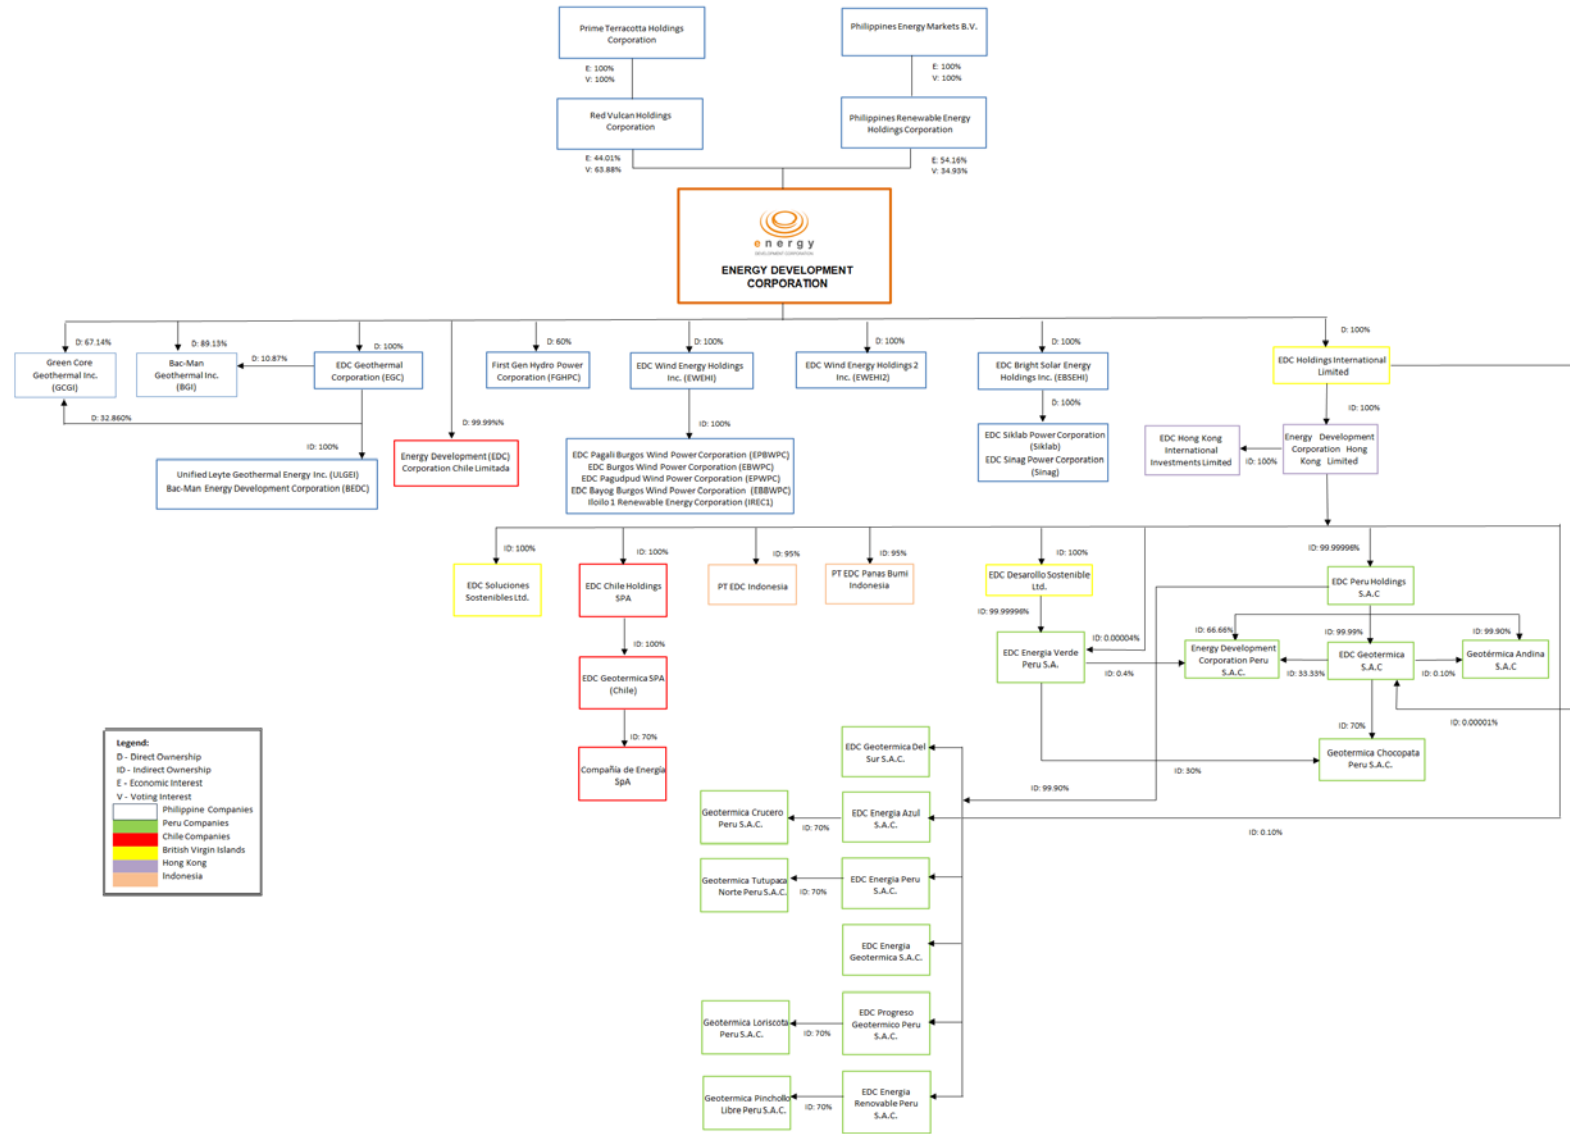 Prime Terracotta Holdings
Corporation
Philippines Energy Markets B.V.
E: 100%
V: 100%
E: 100%
V: 100%
Red Vulcan Holdings
Corporation
Philippines Renewable Energy
Holdings Corporation
E: 44.01%
V: 63.88%
E: 54.16%
V: 34.93%
energy
DEVELOPMENT CORPORATION
ENERGY DEVELOPMENT
CORPORATION
D: 67.14%
D: 89.13%
D: 100%
D: 60%
D: 100%
D: 100%
D: 100%
D: 100%
Green Core
Geothermal Inc.
(GCGI)
Bac-Man
Geothermal Inc.
(BGI)
D: 10.87%
EDC Geothermal
Corporation (EGC)
First Gen Hydro Power
Corporation (FGHPC)
EDC Wind Energy Holdings
Inc. (EWEHI)
EDC Wind Energy Holdings 2
Inc. (EWEHI2)
EDC Bright Solar Energy
Holdings Inc. (EBSEHI)
EDC Holdings International
Limited
D: 32.860%
D: 99.99%%
ID: 100%
D: 100%
ID: 100%
ID: 100%
Unified Leyte Geothermal Energy Inc. (ULGEI)
Bac-Man Energy Development Corporation (BEDC)
Energy Development (EDC)
Corporation Chile Limitada
EDC Pagali Burgos Wind Power Corporation (EPBWPC)
EDC Burgos Wind Power Corporation (EBWPC)
EDC Pagudpud Wind Power Corporation (EPWPC)
EDC Bayog Burgos Wind Power Corporation (EBBWPC)
Iloilo 1 Renewable Energy Corporation (IREC1)
EDC Siklab Power Corporation
(Siklab)
EDC Sinag Power Corporation
(Sinag)
EDC Hong Kong
International
Investments Limited
ID: 100%
Energy Development
Corporation Hong
Kong Limited
ID: 100%
ID: 100%
ID: 95%
ID: 95%
ID: 100%
ID: 99.99996%
EDC Soluciones
Sostenibles Ltd.
EDC Chile Holdings
SPA
PT EDC Indonesia
PT EDC Panas Bumi
Indonesia
EDC Desarollo Sostenible
Ltd.
EDC Peru Holdings
S.A.C
ID: 100%
ID: 99.99996%
ID: 0.00004%
ID: 66.66%
ID: 99.99%
ID: 99.90%
EDC Geotermica SPA
(Chile)
EDC Energia Verde
Peru S.A.
ID: 0.4%
Energy Development
Corporation Peru
S.A.C.
ID: 33.33%
EDC Geotermica
S.A.C
ID: 0.10%
Geotérmica Andina
S.A.C
ID: 70%
ID: 70%
ID: 0.00001%
Compañía de Energía
SpA
EDC Geotermica Del
Sur S.A.C.
Geotermica Chocopata
Peru S.A.C.
ID: 30%
ID: 99.90%
Legend:
D - Direct Ownership
ID - Indirect Ownership
E - Economic Interest
V - Voting Interest
Philippine Companies
Peru Companies
Chile Companies
British Virgin Islands
Hong Kong
Indonesia
Geotermica Crucero
Peru S.A.C.
ID: 70%
EDC Energia Azul
S.A.C.
ID: 0.10%
Geotermica Tutupaca
Norte Peru S.A.C.
ID: 70%
EDC Energia Peru
S.A.C.
EDC Energia
Geotermica S.A.C.
Geotermica Loriscota
Peru S.A.C.
ID: 70%
EDC Progreso
Geotermico Peru
S.A.C.
Geotermica Pinchollo
Libre Peru S.A.C.
ID: 70%
EDC Energia
Renovable Peru
S.A.C.